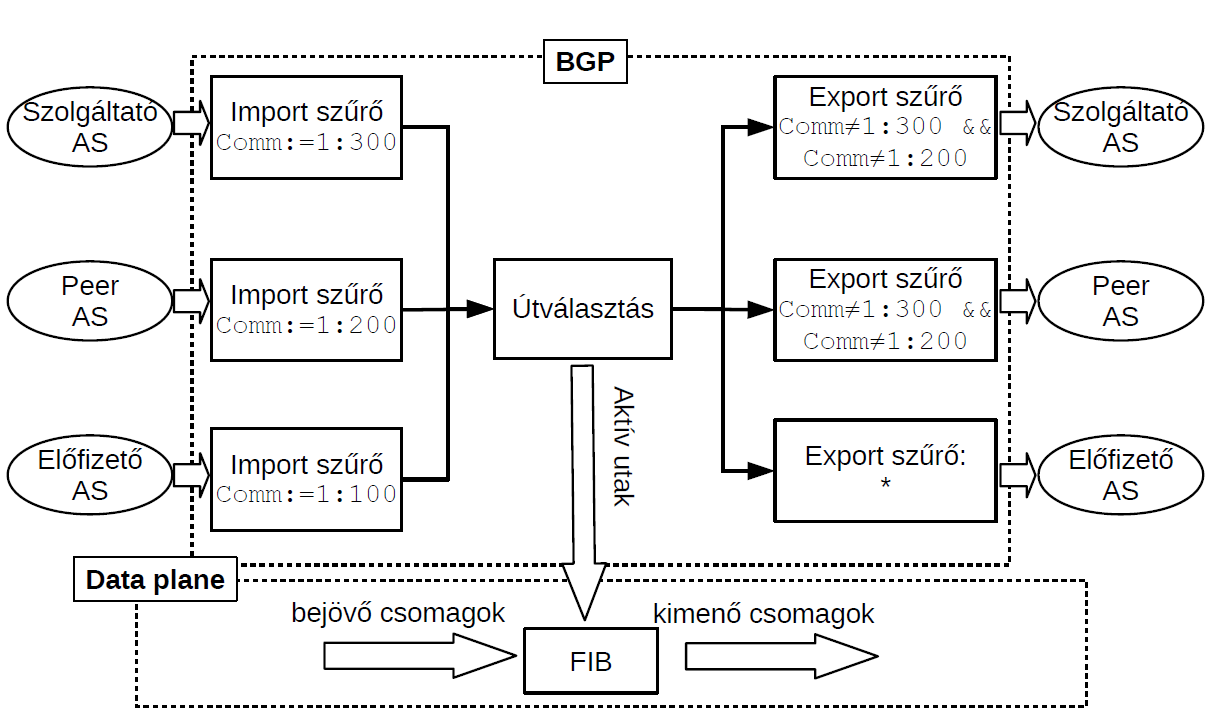 BGP
Szolgáltató
AS
Import szűrő
Comm:=1:300
Export szűrő
Comm≠1:300 &&
Comm≠1:200
Szolgáltató
AS
Peer
AS
Import szűrő
Comm:=1:200
Útválasztás
Export szűrő
Comm≠1:300 &&
Comm≠1:200
Peer
AS
Aktív utak
Előfizető
AS
Import szűrő
Comm:=1:100
Export szűrő:
*
Előfizető
AS
Data plane
bejövő csomagok
kimenő csomagok
FIB